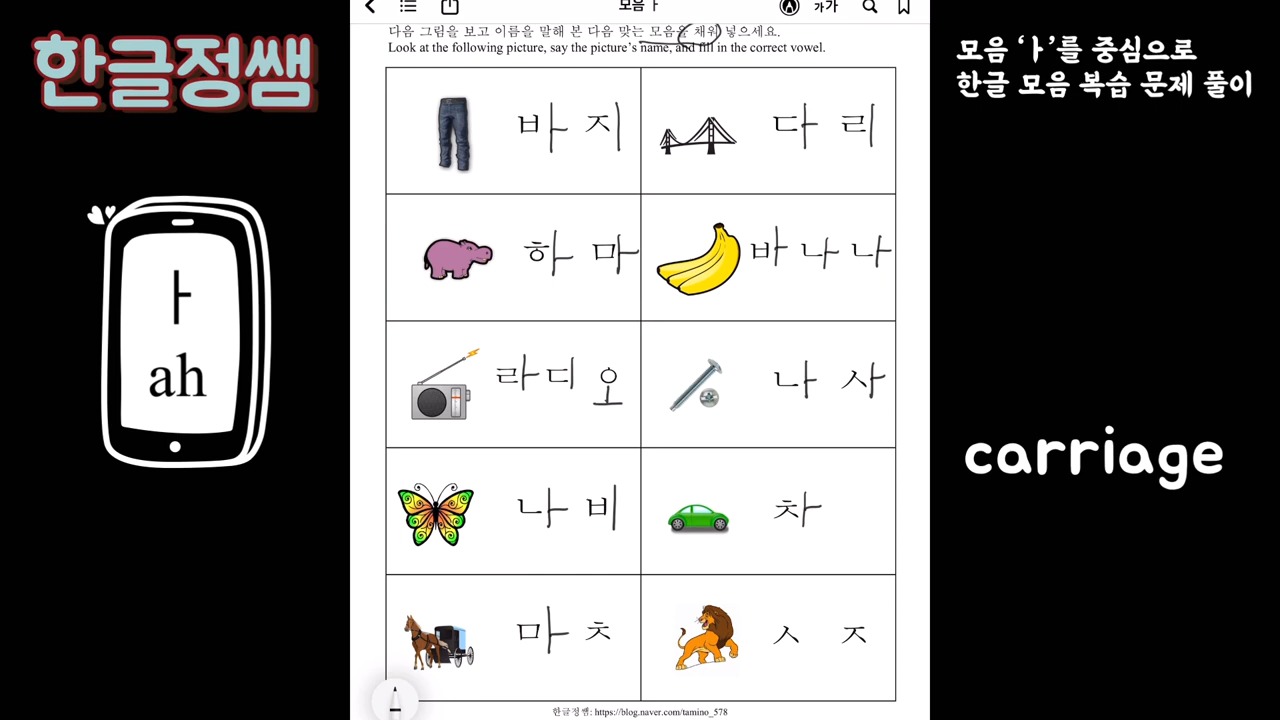 모음 ㅏ
가가
다음 그림을 보고 이름을 말해 본 다음 맞는 모음을 채워 넣으세요.
Look at the following picture, say the picture's name, and fill in the correct vowel.
한글정쌤
모음 'ㅏ'를 중심으로
한글 모음 복습 문제 풀이
바 지
다 리
하 마
바 나 나
ㅏ
ah
라 디 오
나 사
carriage
나 비
차
마 ㅊ
ㅅ ㅈ
한글정쌤: https://blog.naver.com/tamino_578